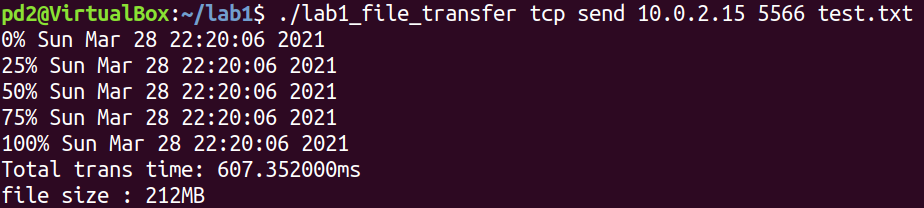 pd2@VirtualBox:~/lab1$ ./lab1_file_transfer tcp send 10.0.2.15 5566 test.txt
0% Sun Mar 28 22:20:06 2021
25% Sun Mar 28 22:20:06 2021
50% Sun Mar 28 22:20:06 2021
75% Sun Mar 28 22:20:06 2021
100% Sun Mar 28 22:20:06 2021
Total trans time: 607.352000ms
file size : 212MB